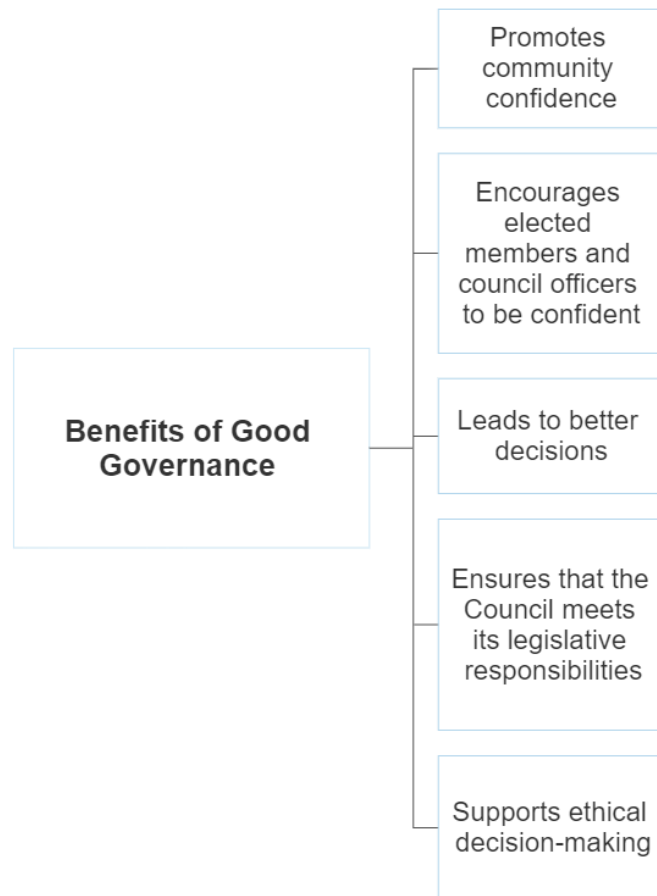 Promotes
community
confidence
Encourages
elected
members and
council officers
to be confident
Benefits of Good
Governance
Leads to better
decisions
Ensures that the
Council meets
its legislative
responsibilities
Supports ethical
decision-making